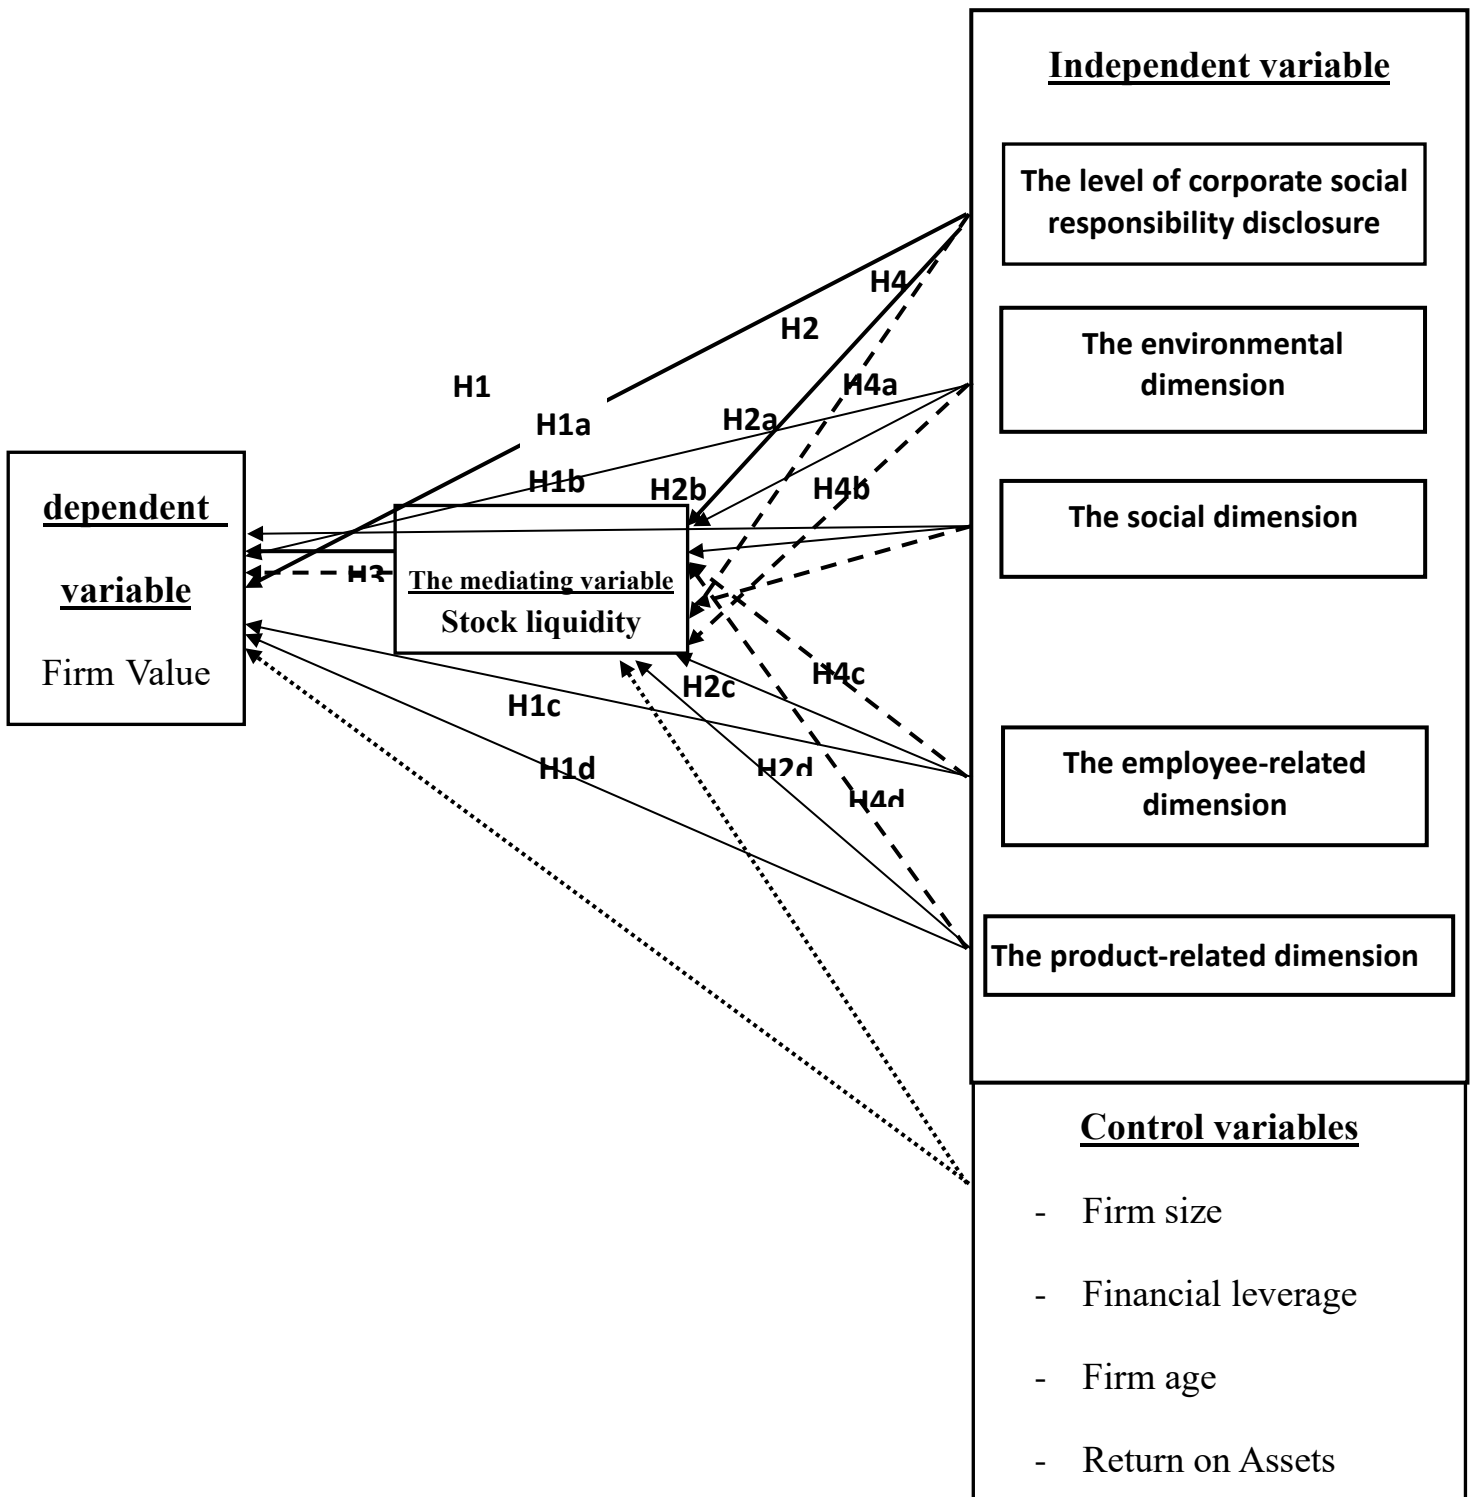 Independent variable
The level of corporate social
responsibility disclosure
H4
H2
The environmental
dimension
H4a
H1
H1a
H2a
H1b
H2b
H4b
dependent
The social dimension
H3
The mediating variable
variable
Stock liquidity
Firm Value
H4c
H2c
H1c
The employee-related
dimension
H1d
H2d
H4d
The product-related dimension
Control variables
- Firm size
- Financial leverage
- Firm age
- Return on Assets